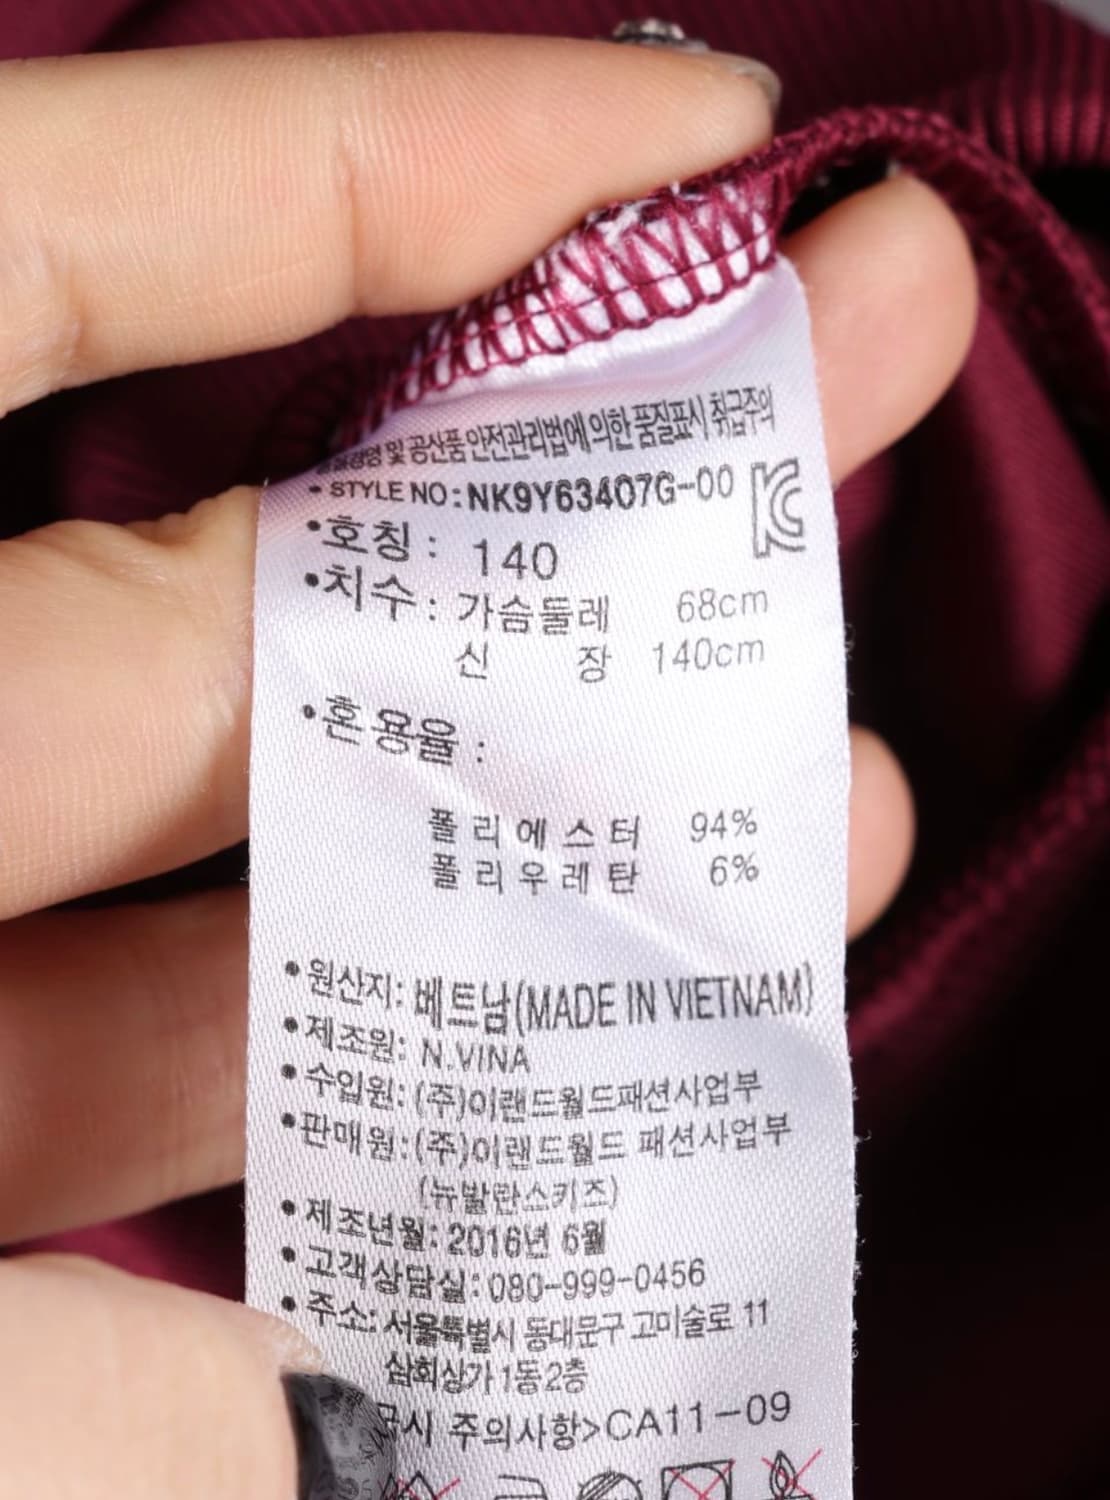 및 공산품안전관리법에 의한 품질표시 취급주의
• STYLE NO:NK9Y63407G-00
•호칭: 140
•치수: 가슴둘레 68cm
신 장 140cm
•혼용율:
폴리에스터 94%
폴리우레탄 6%
•원산지: 베트남(MADE IN VIETNAM)
•제조원: N.VINA
•수입원: (주)이랜드월드패션사업부
•판매원:(주)이랜드월드 패션사업부
(뉴발란스키즈)
•제조년월: 2016년 6월
•고객상담실: 080-999-0456
•주소: 서울특별시 동대문구 고미술로 11
삼희상가 1동 2층
주의사항>CA11-09